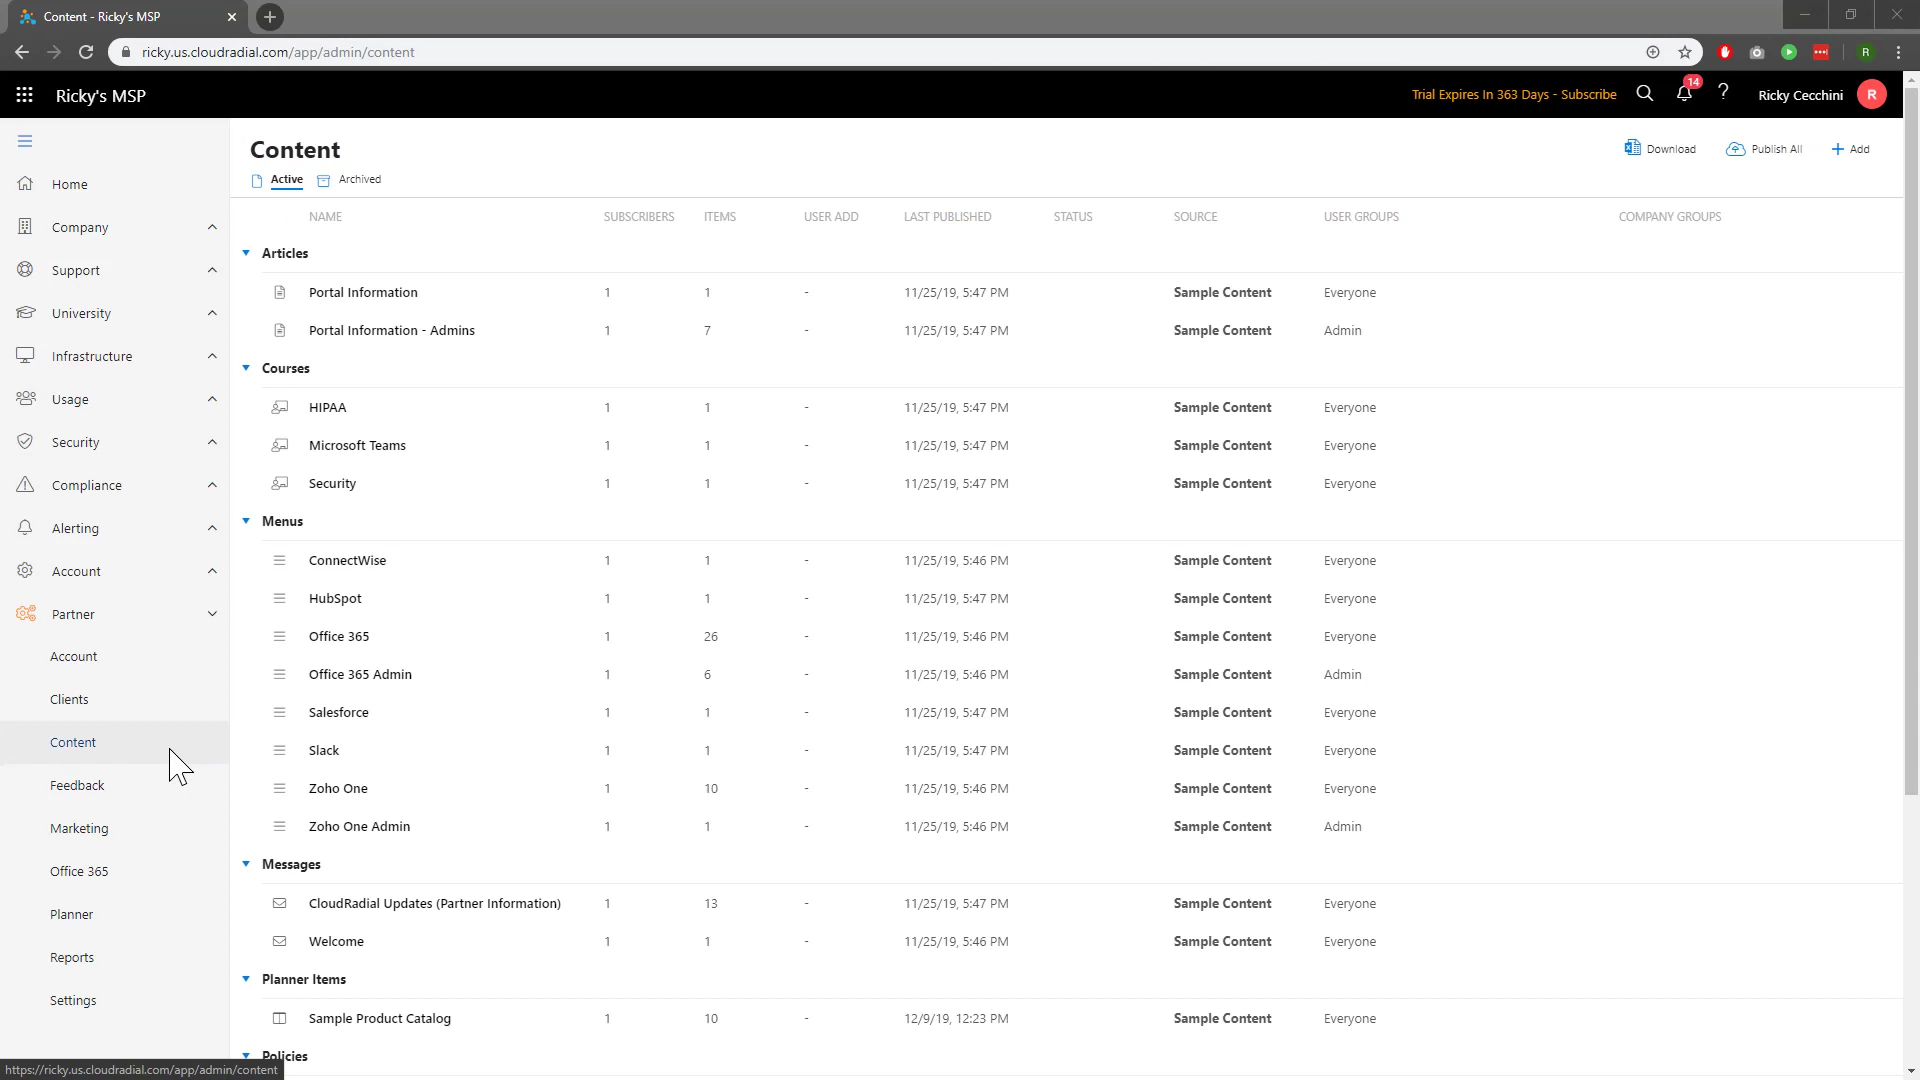 Content - Ricky's MSP
ricky.us.cloudradial.com/app/admin/content
R
Ricky's MSP
Trial Expires In 363 Days - Subscribe
14
?
Ricky Cecchini
R
Home
Company
Support
University
Infrastructure
Usage
Security
Compliance
Alerting
Account
Partner
Account
Clients
Content
Feedback
Marketing
Office 365
Planner
Reports
Settings
https://ricky.us.cloudradial.com/app/admin/content
Content
Download
Publish All
Add
Active
Archived
NAME SUBSCRIBERS ITEMS USER ADD LAST PUBLISHED STATUS SOURCE USER GROUPS COMPANY GROUPS
Articles
Portal Information 1 1 - 11/25/19, 5:47 PM Sample Content Everyone
Portal Information - Admins 1 7 - 11/25/19, 5:47 PM Sample Content Admin
Courses
HIPAA 1 1 - 11/25/19, 5:47 PM Sample Content Everyone
Microsoft Teams 1 1 - 11/25/19, 5:47 PM Sample Content Everyone
Security 1 1 - 11/25/19, 5:47 PM Sample Content Everyone
Menus
ConnectWise 1 1 - 11/25/19, 5:46 PM Sample Content Everyone
HubSpot 1 1 - 11/25/19, 5:47 PM Sample Content Everyone
Office 365 1 26 - 11/25/19, 5:46 PM Sample Content Everyone
Office 365 Admin 1 6 - 11/25/19, 5:46 PM Sample Content Admin
Salesforce 1 1 - 11/25/19, 5:47 PM Sample Content Everyone
Slack 1 1 - 11/25/19, 5:47 PM Sample Content Everyone
Zoho One 1 10 - 11/25/19, 5:46 PM Sample Content Everyone
Zoho One Admin 1 1 - 11/25/19, 5:46 PM Sample Content Admin
Messages
CloudRadial Updates (Partner Information) 1 13 - 11/25/19, 5:47 PM Sample Content Everyone
Welcome 1 1 - 11/25/19, 5:46 PM Sample Content Everyone
Planner Items
Sample Product Catalog 1 10 - 12/9/19, 12:23 PM Sample Content Everyone
Policies